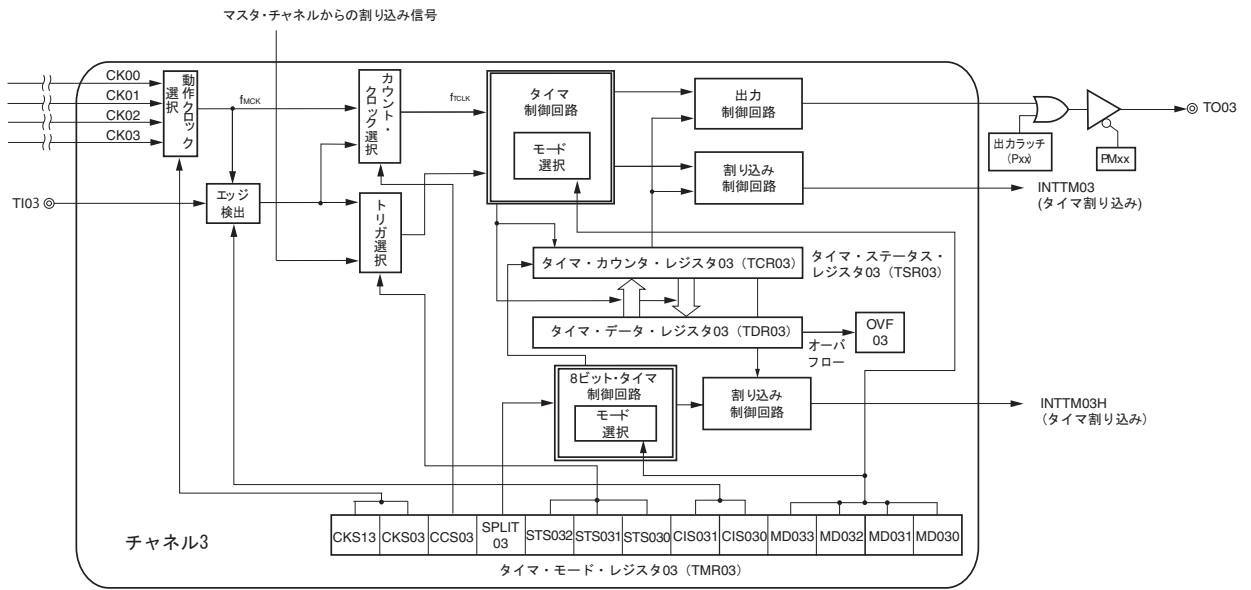 マスタ・チャネルからの割り込み信号
CK00
CK01
CK02
CK03
動作クロック
選択
fMCK
カウント・
クロック選択
fTCLK
タイマ
制御回路
モード
選択
出力
制御回路
出力ラッチ
(Pxx)
PMxx
TO03
割り込み
制御回路
INTTM03
(タイマ割り込み)
TI03
エッジ
検出
トリガ選択
タイマ・カウンタ・レジスタ03（TCR03）
タイマ・ステータス・
レジスタ03（TSR03）
タイマ・データ・レジスタ03（TDR03）
オーバ
フロー
OVF
03
8ビット・タイマ
制御回路
モード
選択
割り込み
制御回路
INTTM03H
(タイマ割り込み)
チャネル3
CKS13
CKS03
CCS03
SPLIT
03
STS032
STS031
STS030
CIS031
CIS030
MD033
MD032
MD031
MD030
タイマ・モード・レジスタ03（TMR03）